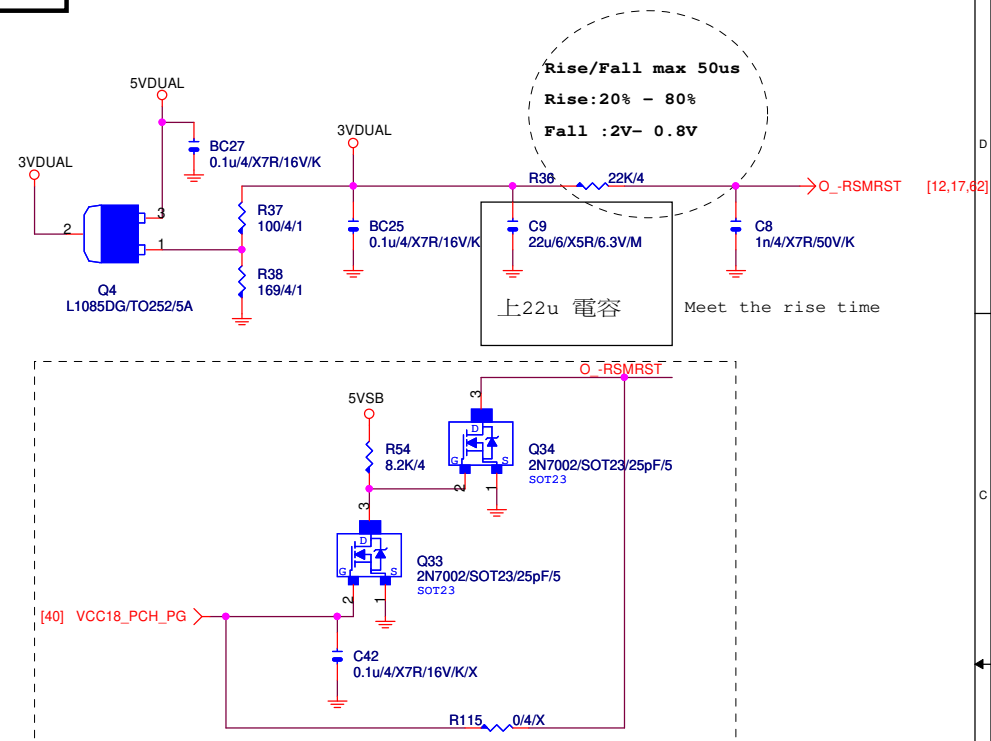 Rise/Fall max 50us
Rise:20% - 80%
Fall :2V- 0.8V
5VDUAL
3VDUAL
3VDUAL
BC27
0.1u/4/X7R/16V/K
3
2
1
R37
100/4/1
R38
169/4/1
Q4
L1085DG/TO252/5A
BC25
0.1u/4/X7R/16V/K
R36 22K/4
O_-RSMRST [12,17,62]
C9
22u/6/X5R/6.3V/M
C8
1n/4/X7R/50V/K
上22u 電容
Meet the rise time
D
O_-RSMRST
5VSB
R54
8.2K/4
3
D
G
S
2
1
Q34
2N7002/SOT23/25pF/5
SOT23
C
3
D
G
S
2
1
Q33
2N7002/SOT23/25pF/5
SOT23
[40] VCC18_PCH_PG
C42
0.1u/4/X7R/16V/K/X
R115 0/4/X